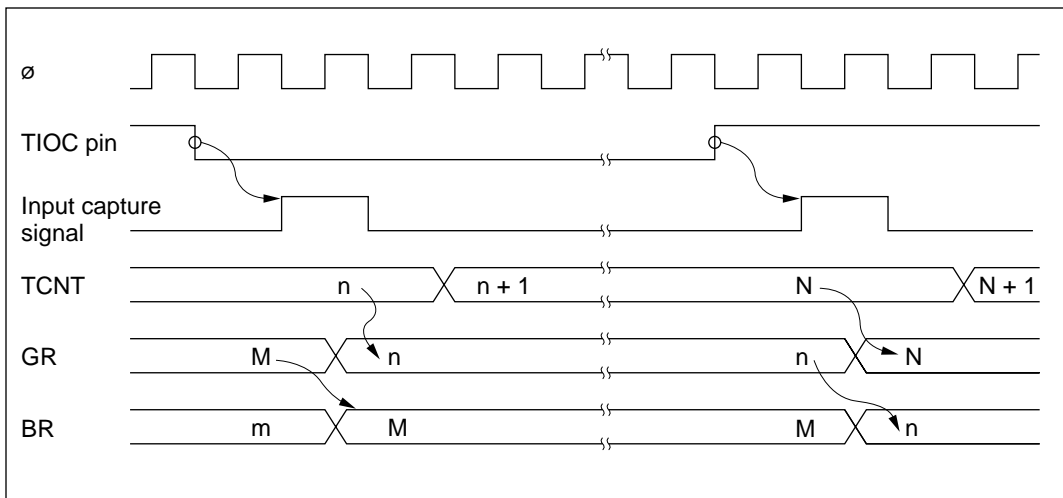 ø
TIOC pin
Input capture
signal
TCNT n n + 1 N N + 1
GR M n n N
BR m M M n